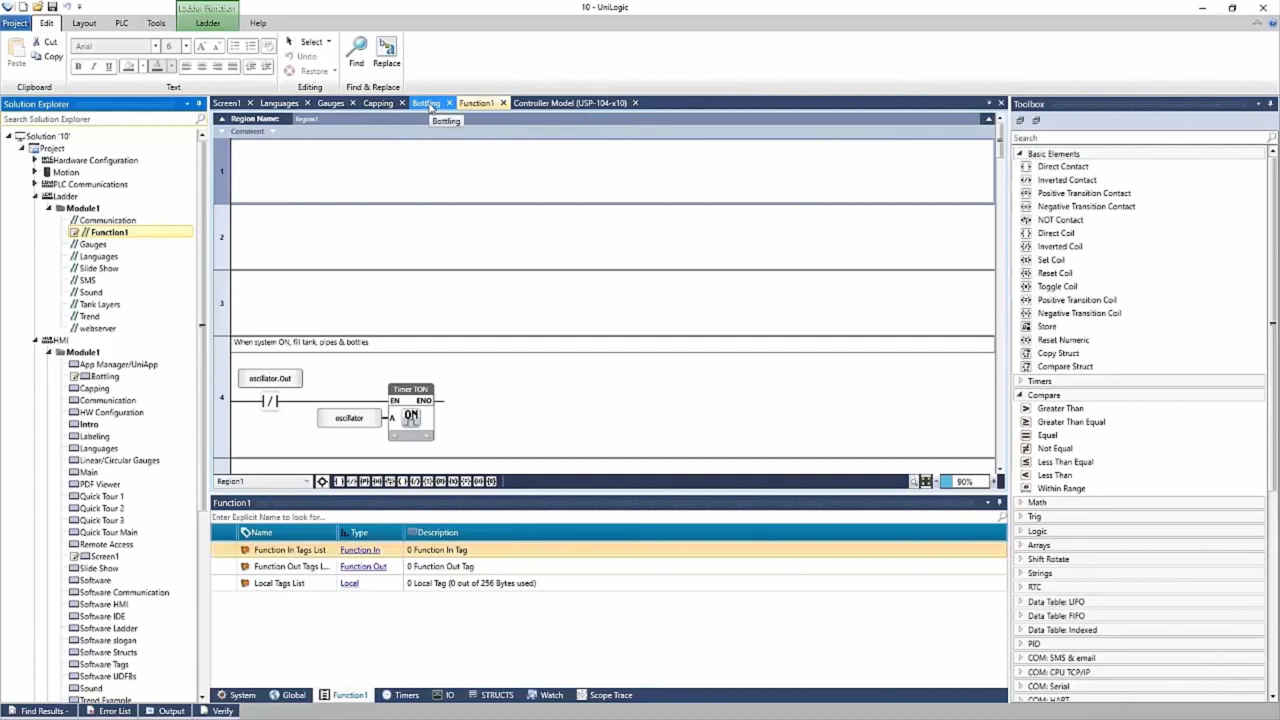 Ladder Function
10 - UniLogic
Project Edit Layout PLC Tools Ladder Help
Paste Cut Copy Arial 6 Select Undo Restore Find Replace
Clipboard Text Editing Find & Replace
Solution Explorer
Search Solution Explorer
Solution '10'
Project
Hardware Configuration
Motion
PLC Communications
Ladder
Module1
Communication
Function1
Gauges
Languages
Slide Show
SMS
Sound
Tank Layers
Trend
webserver
HMI
Module1
App Manager/UniApp
Bottling
Capping
Communication
HW Configuration
Intro
Labeling
Languages
Linear/Circular Gauges
Main
PDF Viewer
Quick Tour 1
Quick Tour 2
Quick Tour 3
Quick Tour Main
Remote Access
Screen1
Slide Show
Software
Software Communication
Software HMI
Software IDE
Software Ladder
Software slogan
Software Structs
Software Tags
Software UDFBs
Sound
Trend Example
Screen1 Languages Gauges Capping Bottling Function1 Controller Model (USP-104-x10)
Bottling
Region Name: Region1
Comment
1
2
3
When system ON, fill tank, pipes & bottles
4
oscillator.Out
Timer TON
EN ENO
oscillator A ON
Region1 90%
Function1
Enter Explicit Name to look for...
Name Type Description
Function In Tags List Function In 0 Function In Tag
Function Out Tags L... Function Out 0 Function Out Tag
Local Tags List Local 0 Local Tag (0 out of 256 Bytes used)
System Global Function1 Timers IO STRUCTS Watch Scope Trace
Toolbox
Search
Basic Elements
Direct Contact
Inverted Contact
Positive Transition Contact
Negative Transition Contact
NOT Contact
Direct Coil
Inverted Coil
Set Coil
Reset Coil
Toggle Coil
Positive Transition Coil
Negative Transition Coil
Store
Reset Numeric
Copy Struct
Compare Struct
Timers
Compare
Greater Than
Greater Than Equal
Equal
Not Equal
Less Than Equal
Less Than
Within Range
Math
Trig
Logic
Arrays
Shift Rotate
Strings
RTC
Data Table: LIFO
Data Table: FIFO
Data Table: Indexed
PID
COM: SMS & email
COM: CPU TCP/IP
COM: Serial
COM: HART
Find Results - Error List Output Verify